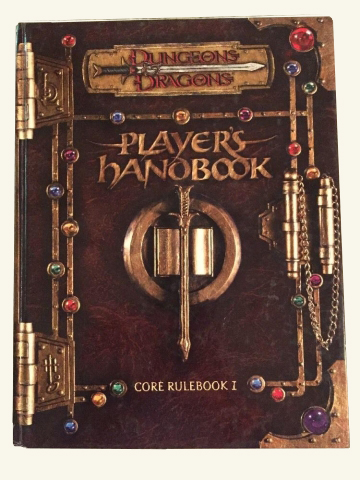 DUNGEONS
&
DRAGONS
PLAYER'S
HANDBOOK
CORE RULEBOOK I